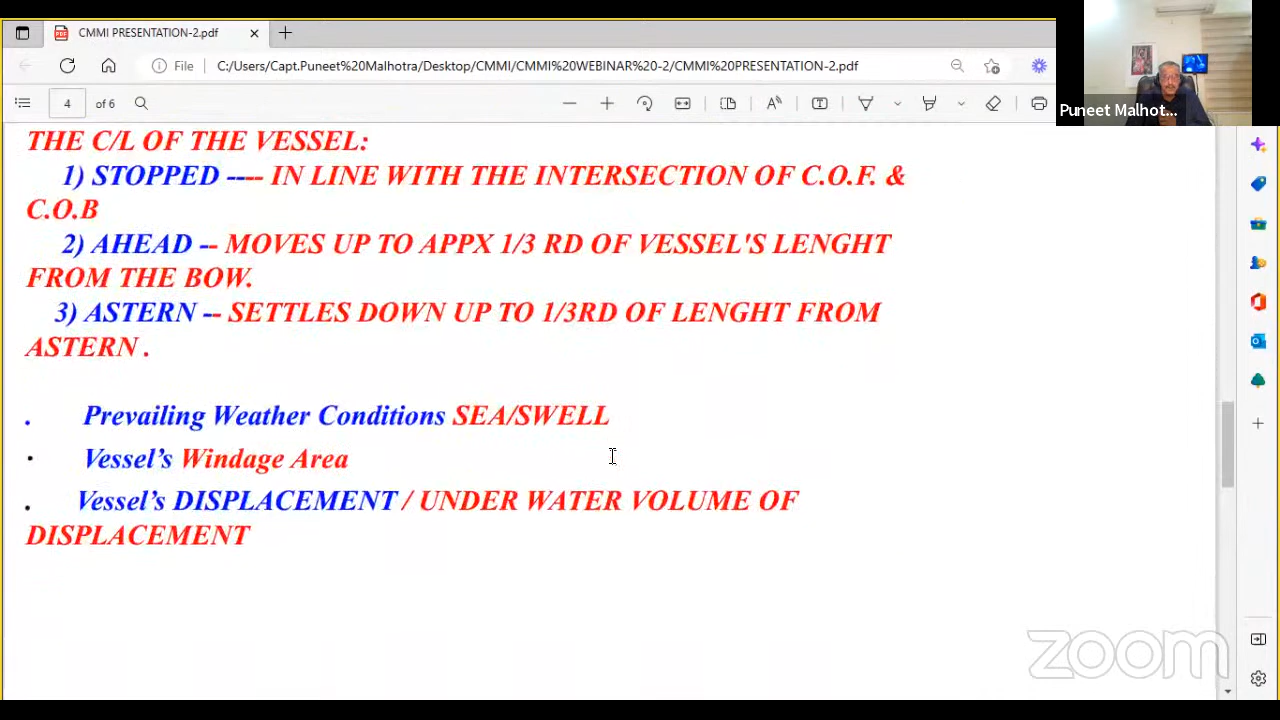 CMMI PRESENTATION-2.pdf
File
C:/Users/Capt.Puneet%20Malhotra/Desktop/CMMI/CMMI%20WEBINAR%20-2/CMMI%20PRESENTATION-2.pdf
4 of 6
Puneet Malhot...
THE C/L OF THE VESSEL:
1) STOPPED ---- IN LINE WITH THE INTERSECTION OF C.O.F. &
C.O.B
2) AHEAD -- MOVES UP TO APPX 1/3 RD OF VESSEL'S LENGHT
FROM THE BOW.
3) ASTERN -- SETTLES DOWN UP TO 1/3RD OF LENGHT FROM
ASTERN .
. Prevailing Weather Conditions SEA/SWELL
· Vessel’s Windage Area
. Vessel’s DISPLACEMENT / UNDER WATER VOLUME OF
DISPLACEMENT
zoom